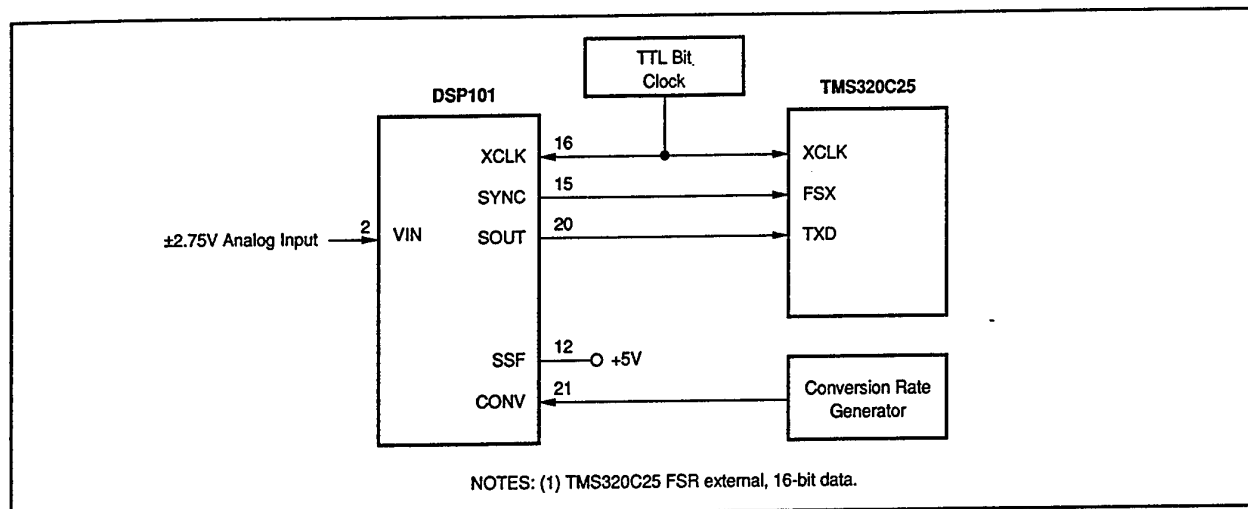 TTL Bit
Clock
DSP101
TMS320C25
XCLK
16
XCLK
SYNC
15
FSX
±2.75V Analog Input
2
VIN
SOUT
20
TXD
SSF
12
+5V
CONV
21
Conversion Rate
Generator
NOTES: (1) TMS320C25 FSR external, 16-bit data.